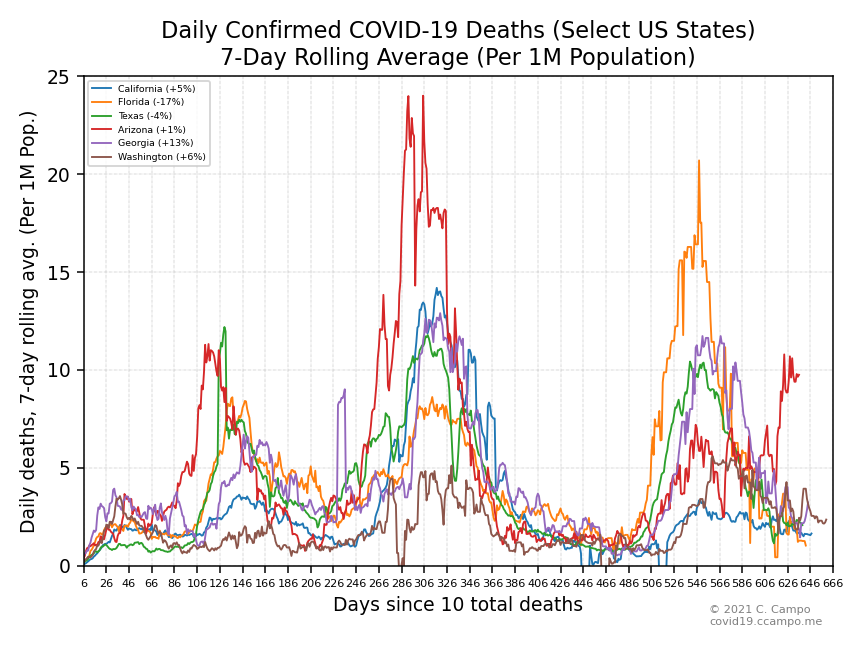 Daily Confirmed COVID-19 Deaths (Select US States)
7-Day Rolling Average (Per 1M Population)
Daily deaths, 7-day rolling avg. (Per 1M Pop.)
25
20
15
10
5
0
California (+5%)
Florida (-17%)
Texas (-4%)
Arizona (+1%)
Georgia (+13%)
Washington (+6%)
6 26 46 66 86 106 126 146 166 186 206 226 246 266 286 306 326 346 366 386 406 426 446 466 486 506 526 546 566 586 606 626 646 666
Days since 10 total deaths
© 2021 C. Campo
covid19.ccampo.me